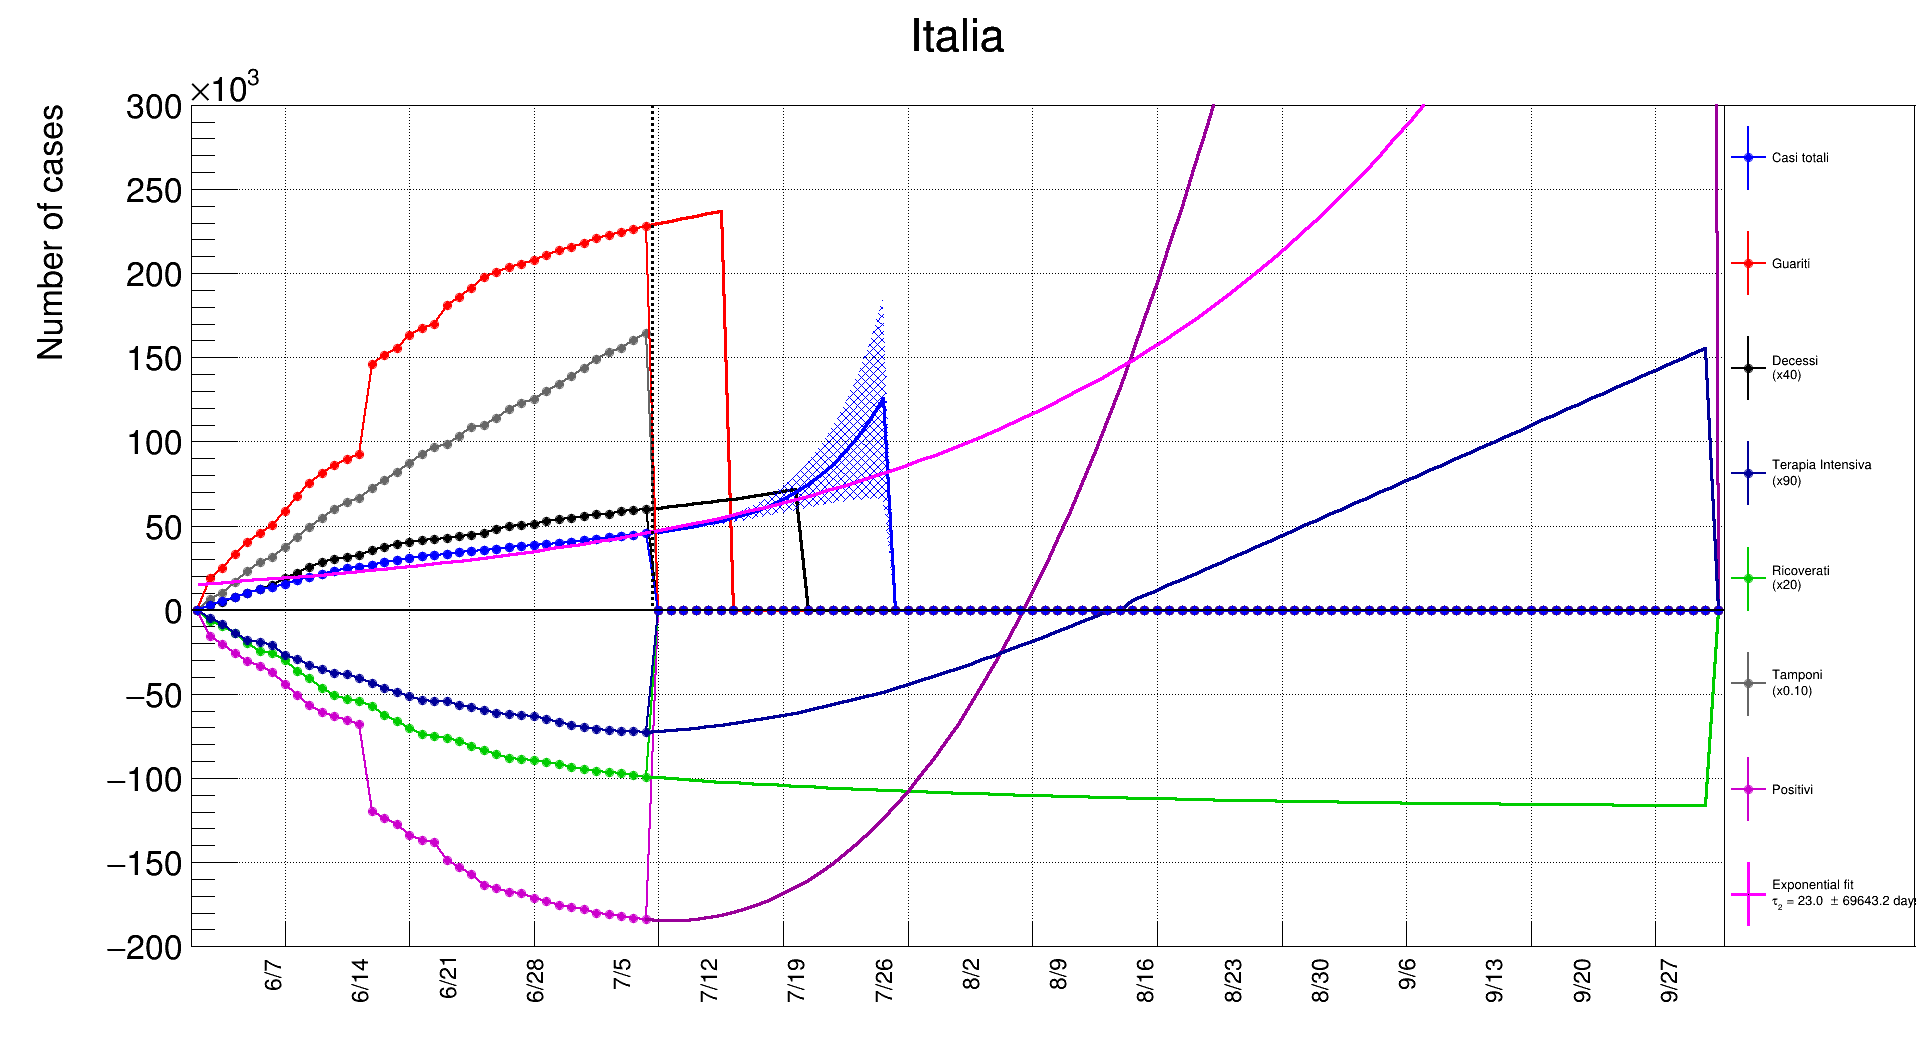 Italia
×10³
Number of cases
300
250
200
150
100
50
0
−50
−100
−150
−200
6/7
6/14
6/21
6/28
7/5
7/12
7/19
7/26
8/2
8/9
8/16
8/23
8/30
9/6
9/13
9/20
9/27
Casi totali
Guariti
Decessi
(x40)
Terapia Intensiva
(x90)
Ricoverati
(x20)
Tamponi
(x0.10)
Positivi
Exponential fit
τ₂ = 23.0 ± 69643.2 days